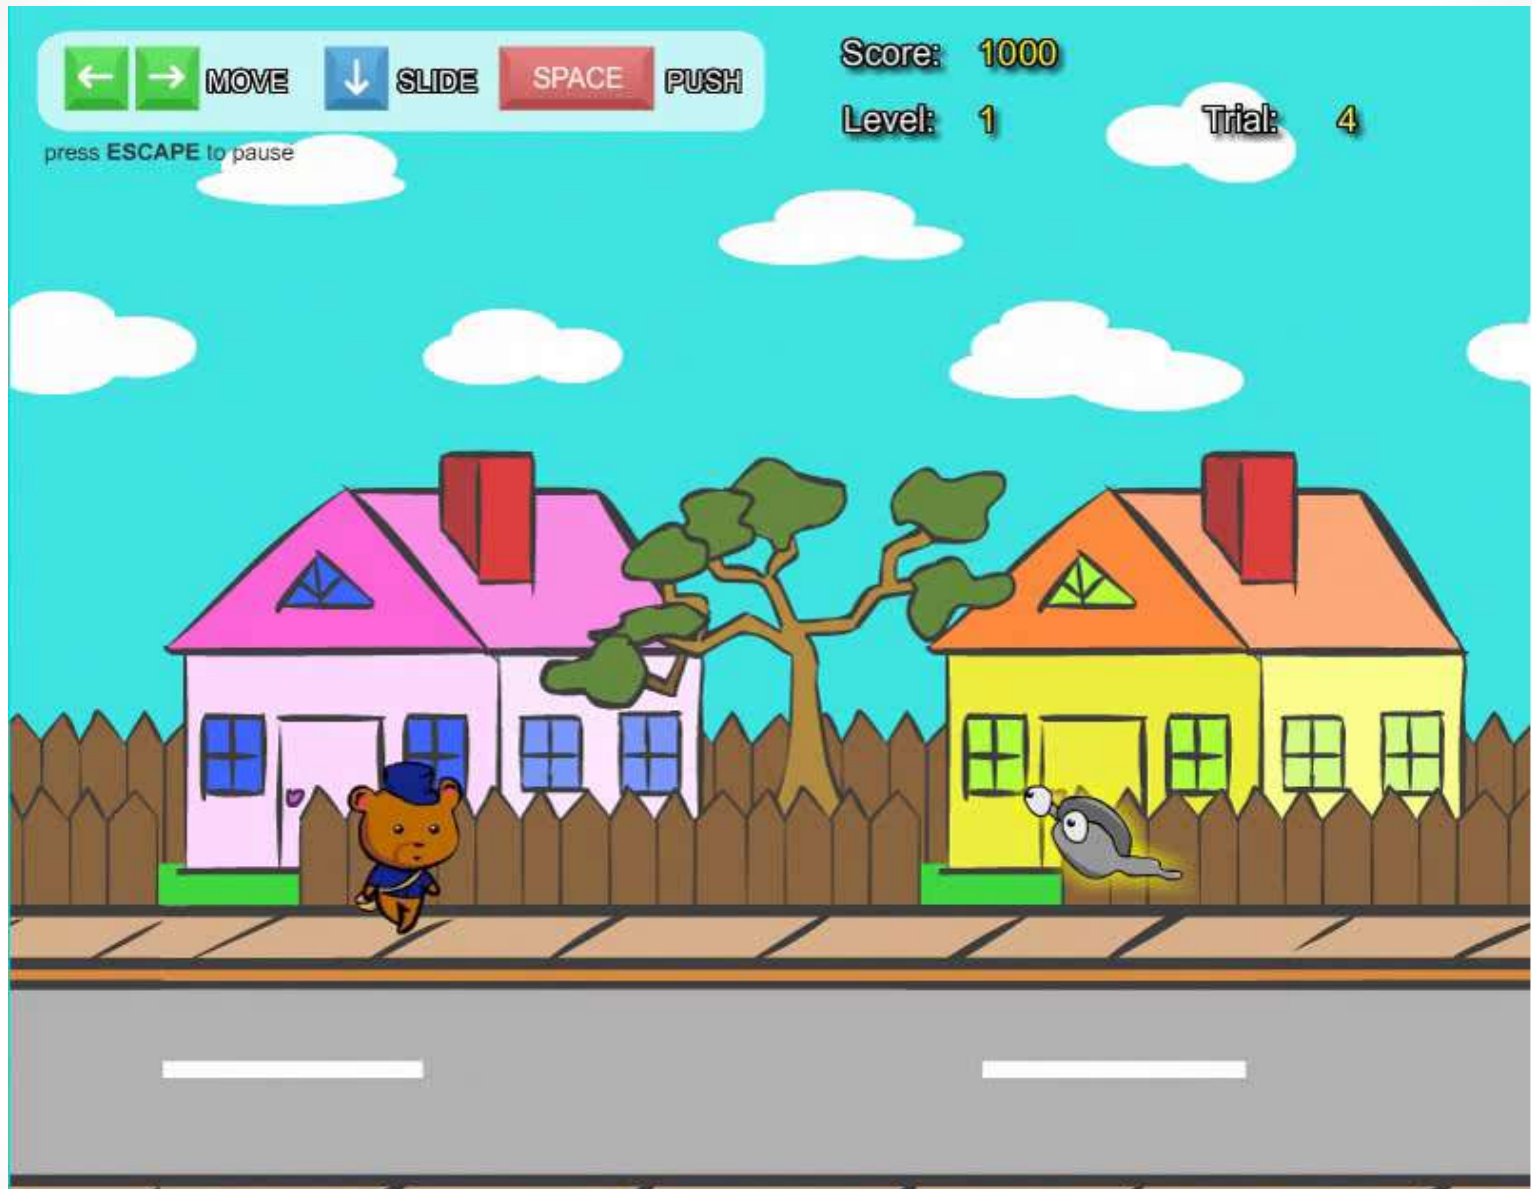 ← → MOVE ↓ SLIDE SPACE PUSH
press ESCAPE to pause
Score: 1000
Level: 1 Trial: 4